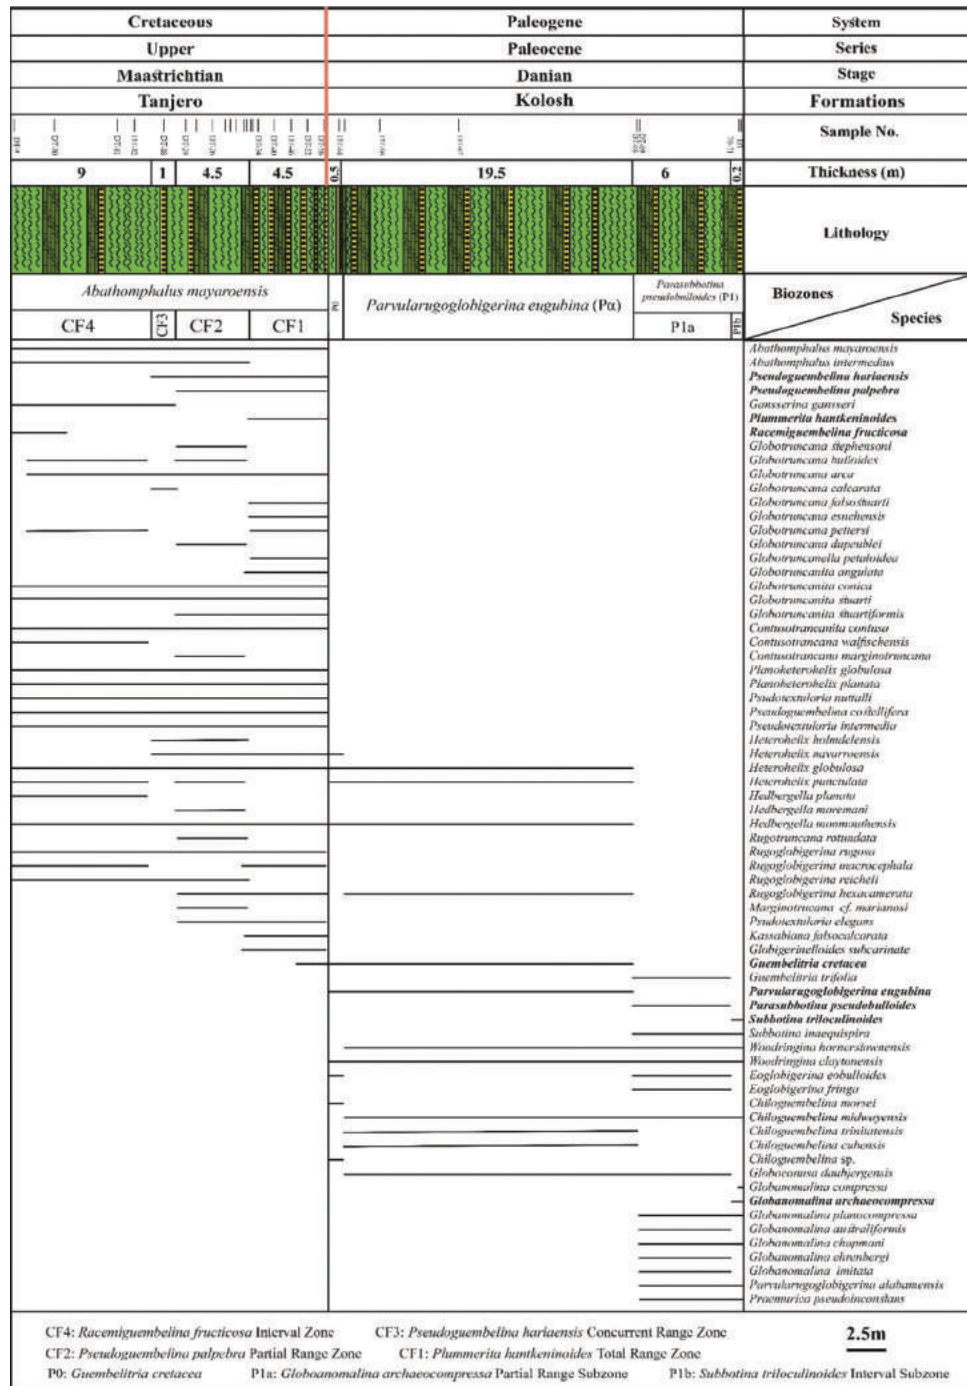 Cretaceous Paleogene System
Upper Paleocene Series
Maastrichtian Danian Stage
Tanjero Kolosh Formations
Sample No.
9 1 4.5 4.5 0.5 19.5 6 0.2 Thickness (m)
Lithology
Abathomphalus mayaroensis P0 Parvularugoglobigerina eugubina (Pα) Parasubbotina
pseudobulloides (P1) Biozones
CF4 CF3 CF2 CF1 P1a P1b Species
Abathomphalus mayaroensis
Abathomphalus intermedius
Pseudoguembelina hariaensis
Pseudoguembelina palpebra
Gansserina gansseri
Plummerita hantkeninoides
Racemiguembelina fructicosa
Globotruncana stephensoni
Globotruncana bulloides
Globotruncana arca
Globotruncana calcarata
Globotruncana falsostuarti
Globotruncana esnehensis
Globotruncana pettersi
Globotruncana dupeublei
Globotruncanella petaloidea
Globotruncanita angulata
Globotruncanita conica
Globotruncanita stuarti
Globotruncanita stuartiformis
Contusotruncanita contusa
Contusotruncana walfischensis
Contusotruncana marginotruncana
Planoheterohelix globulosa
Planoheterohelix planata
Psudotextularia nuttalli
Pseudoguembelina costellifera
Pseudotextularia intermedia
Heterohelix holmdelensis
Heterohelix navarroensis
Heterohelix globulosa
Heterohelix punctulata
Hedbergella planata
Hedbergella moremani
Hedbergella monmouthensis
Rugotruncana rotundata
Rugoglobigerina rugosa
Rugoglobigerina macrocephala
Rugoglobigerina reicheli
Rugoglobigerina hexacamerata
Marginotrucana cf. marianosi
Psudotextularia elegans
Kassabiana falsocalcarata
Globigerinelloides subcarinate
Guembelitria cretacea
Guembelitria trifolia
Parvularugoglobigerina eugubina
Parasubbotina pseudobulloides
Subbotina triloculinoides
Subbotina inaequispira
Woodringina hornerstownensis
Woodringina claytonensis
Eoglobigerina eobulloides
Eoglobigerina fringa
Chiloguembelina morsei
Chiloguembelina midwayensis
Chiloguembelina trinitatensis
Chiloguembelina cubensis
Chiloguembelina sp.
Globoconusa daubjergensis
Globanomalina compressa
Globanomalina archaeocompressa
Globanomalina planocompressa
Globanomalina australiformis
Globanomalina chapmani
Globanomalina ehrenbergi
Globanomalina imitata
Parvularugoglobigerina alabamensis
Praemurica pseudoinconstans
CF4: Racemiguembelina fructicosa Interval Zone CF3: Pseudoguembelina hariaensis Concurrent Range Zone 2.5m
CF2: Pseudoguembelina palpebra Partial Range Zone CF1: Plummerita hantkeninoides Total Range Zone
P0: Guembelitria cretacea P1a: Globoanomalina archaeocompressa Partial Range Subzone P1b: Subbotina triloculinoides Interval Subzone